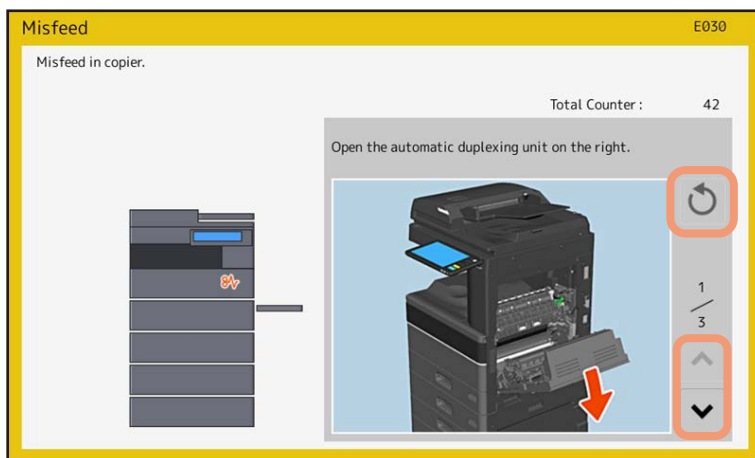 Misfeed
E030
Misfeed in copier.
Total Counter : 42
Open the automatic duplexing unit on the right.
1
3